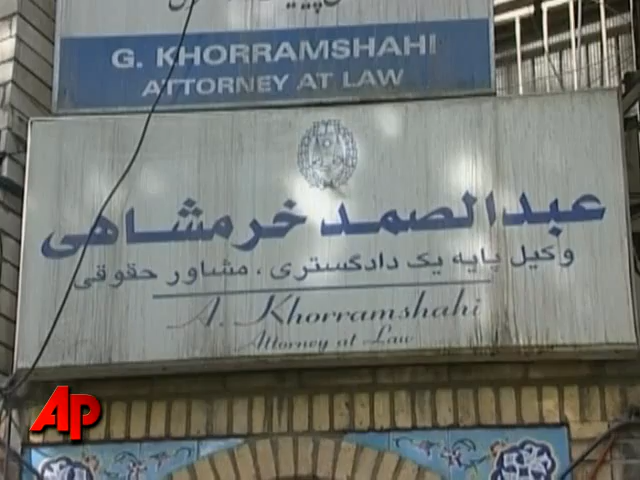 G. KHORRAMSHAHI
ATTORNEY AT LAW
عبدالصمد خرمشاهی
وکیل پایه یک دادگستری ، مشاور حقوقی
A. Khorramshahi
Attorney at Law
AP